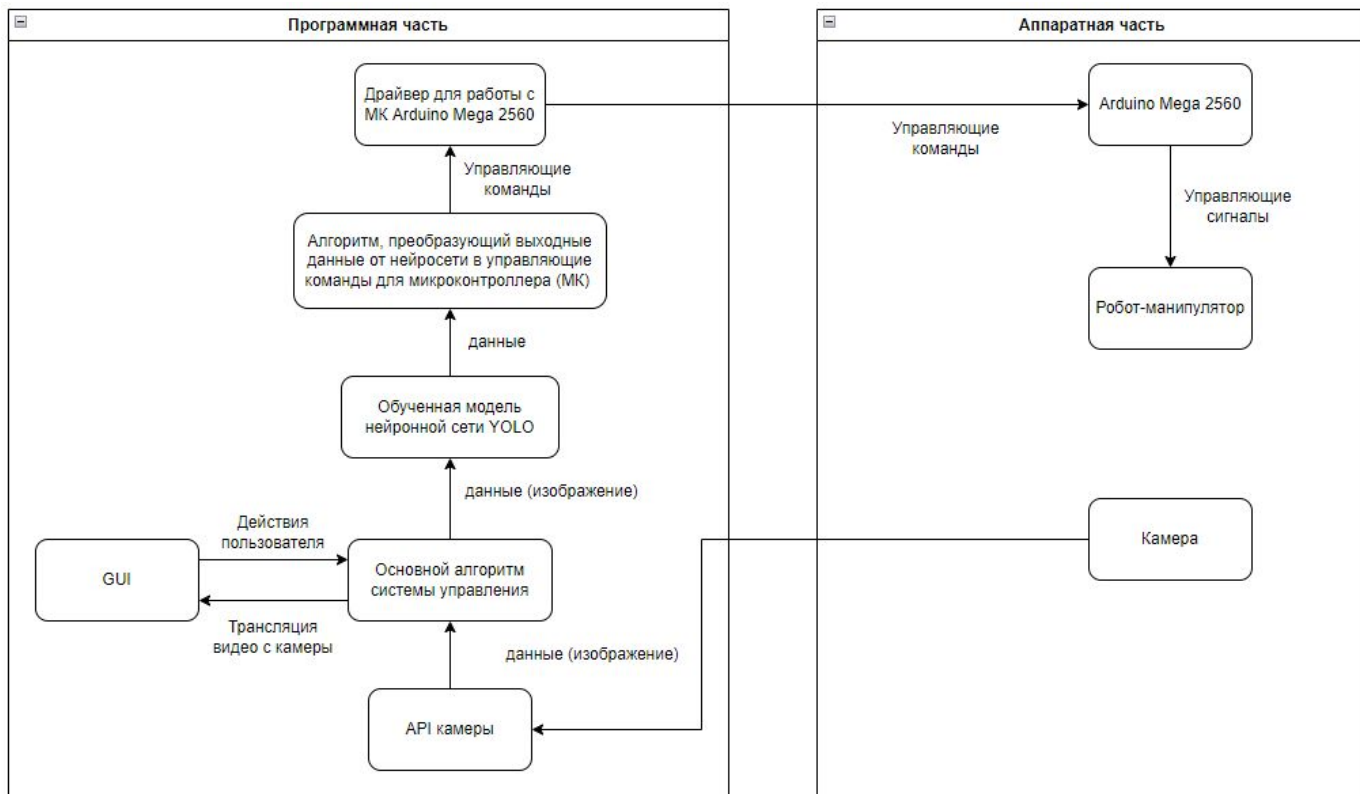 Программная часть
Драйвер для работы с
МК Arduino Mega 2560
Управляющие
команды
Алгоритм, преобразующий выходные
данные от нейросети в управляющие
команды для микроконтроллера (МК)
данные
Обученная модель
нейронной сети YOLO
данные (изображение)
Действия
пользователя
GUI
Основной алгоритм
системы управления
Трансляция
видео с камеры
данные (изображение)
API камеры
Управляющие
команды
Аппаратная часть
Arduino Mega 2560
Управляющие
сигналы
Робот-манипулятор
Камера